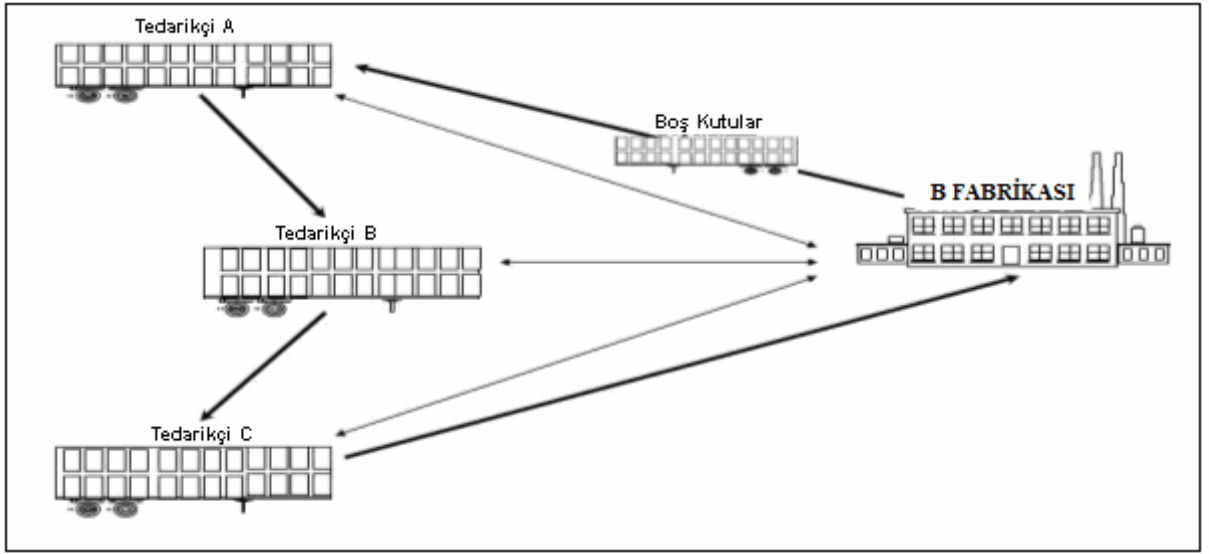 Tedarikçi A
Boş Kutular
B FABRİKASI
Tedarikçi B
Tedarikçi C